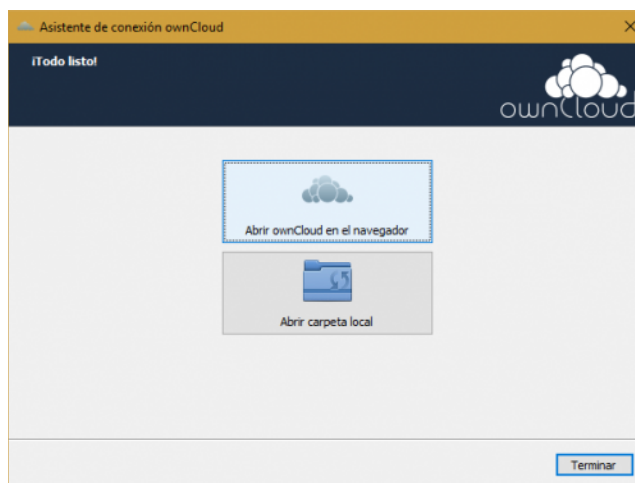 Asistente de conexión ownCloud
¡Todo listo!
ownCloud
Abrir ownCloud en el navegador
Abrir carpeta local
Terminar